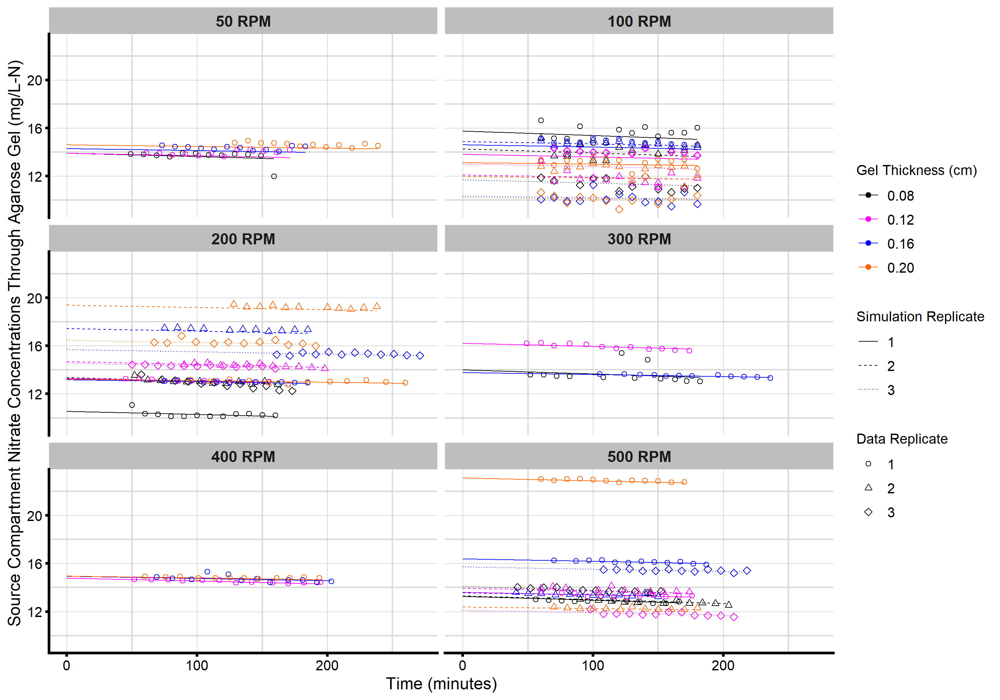 50 RPM
100 RPM
Source Compartment Nitrate Concentrations Through Agarose Gel (mg/L-N)
20
16
12
200 RPM
300 RPM
20
16
12
400 RPM
500 RPM
20
16
12
0
100
200
0
100
200
Time (minutes)
Gel Thickness (cm)
0.08
0.12
0.16
0.20
Simulation Replicate
1
2
3
Data Replicate
1
2
3